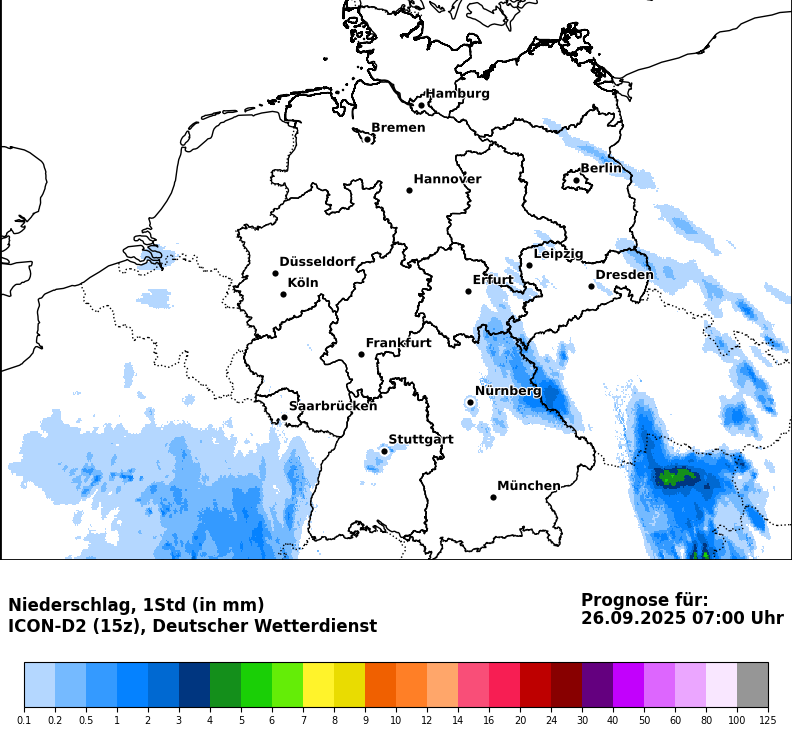 Hamburg
Bremen
Hannover
Berlin
Düsseldorf
Köln
Leipzig
Erfurt
Dresden
Frankfurt
Nürnberg
Saarbrücken
Stuttgart
München
Niederschlag, 1Std (in mm)
ICON-D2 (15z), Deutscher Wetterdienst
Prognose für:
26.09.2025 07:00 Uhr
0.1 0.2 0.5 1 2 3 4 5 6 7 8 9 10 12 14 16 20 24 30 40 50 60 80 100 125